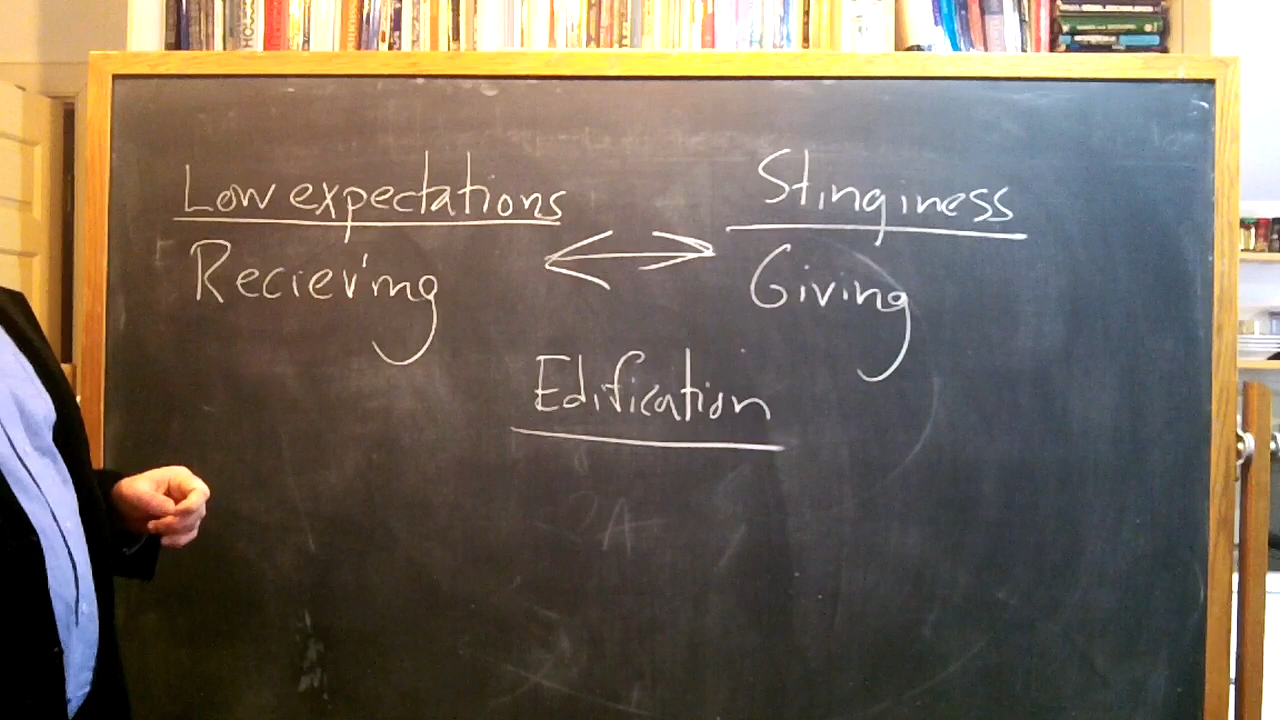 Low expectations
Stinginess
Recieving
Giving
Edification